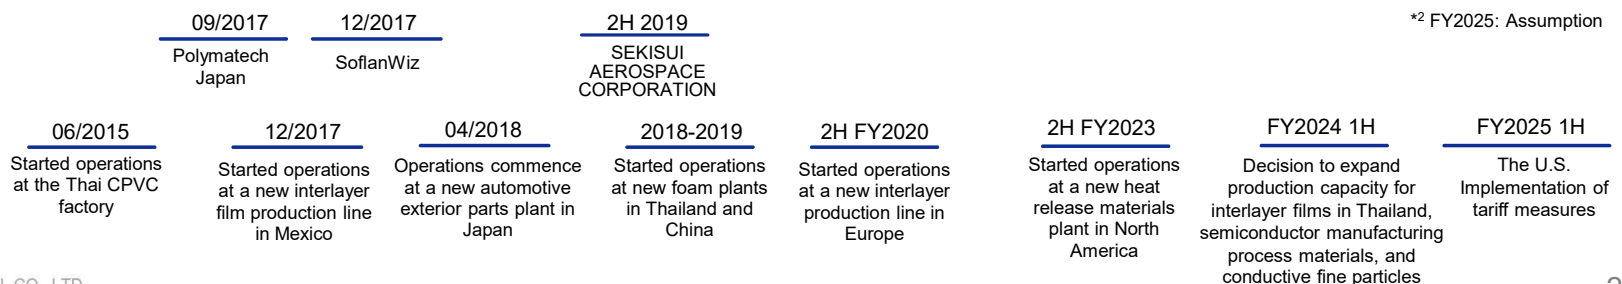 09/2017
Polymatech
Japan
12/2017
SoflanWiz
2H 2019
SEKISUI
AEROSPACE
CORPORATION
*2 FY2025: Assumption
06/2015
Started operations
at the Thai CPVC
factory
12/2017
Started operations
at a new interlayer
film production line
in Mexico
04/2018
Operations commence
at a new automotive
exterior parts plant in
Japan
2018-2019
Started operations
at new foam plants
in Thailand and
China
2H FY2020
Started operations
at a new interlayer
production line in
Europe
2H FY2023
Started operations
at a new heat
release materials
plant in North
America
FY2024 1H
Decision to expand
production capacity for
interlayer films in Thailand,
semiconductor manufacturing
process materials, and
conductive fine particles
FY2025 1H
The U.S.
Implementation of
tariff measures